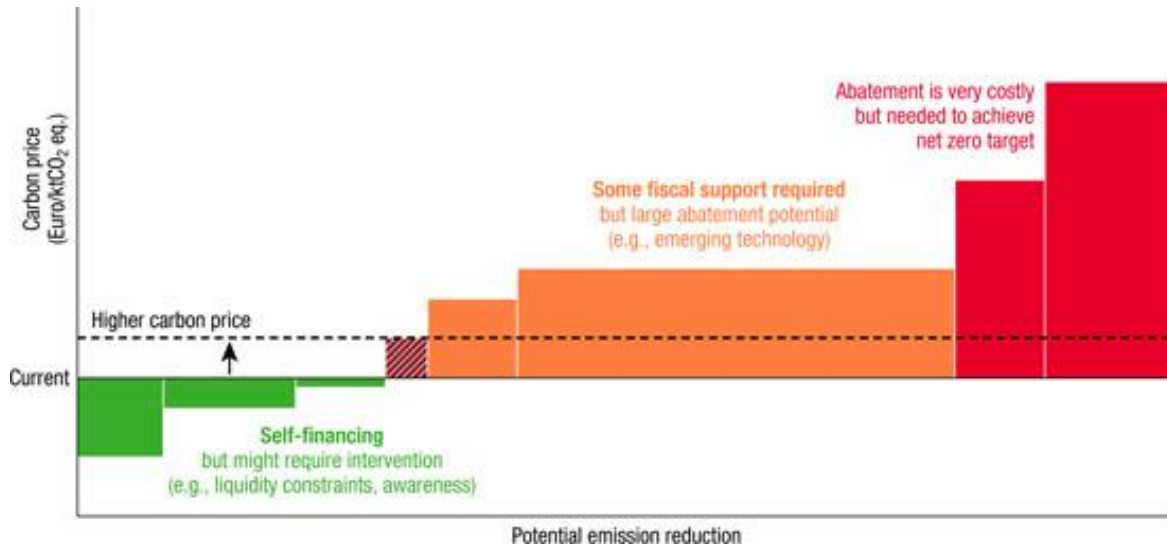 Carbon price
(Euro/ktCO₂ eq.)
Abatement is very costly
but needed to achieve
net zero target
Some fiscal support required
but large abatement potential
(e.g., emerging technology)
Higher carbon price
Current
Self-financing
but might require intervention
(e.g., liquidity constraints, awareness)
Potential emission reduction